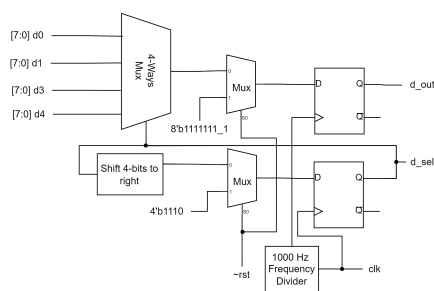 [7:0] d0
[7:0] d1
[7:0] d3
[7:0] d4
4-Ways
Mux
0
Mux
1
S0
8'b1111111_1
D
Q
Q
d_out
d_sel
Shift 4-bits to
right
0
Mux
1
S0
4'b1110
D
Q
Q
~rst
1000 Hz
Frequency
Divider
clk